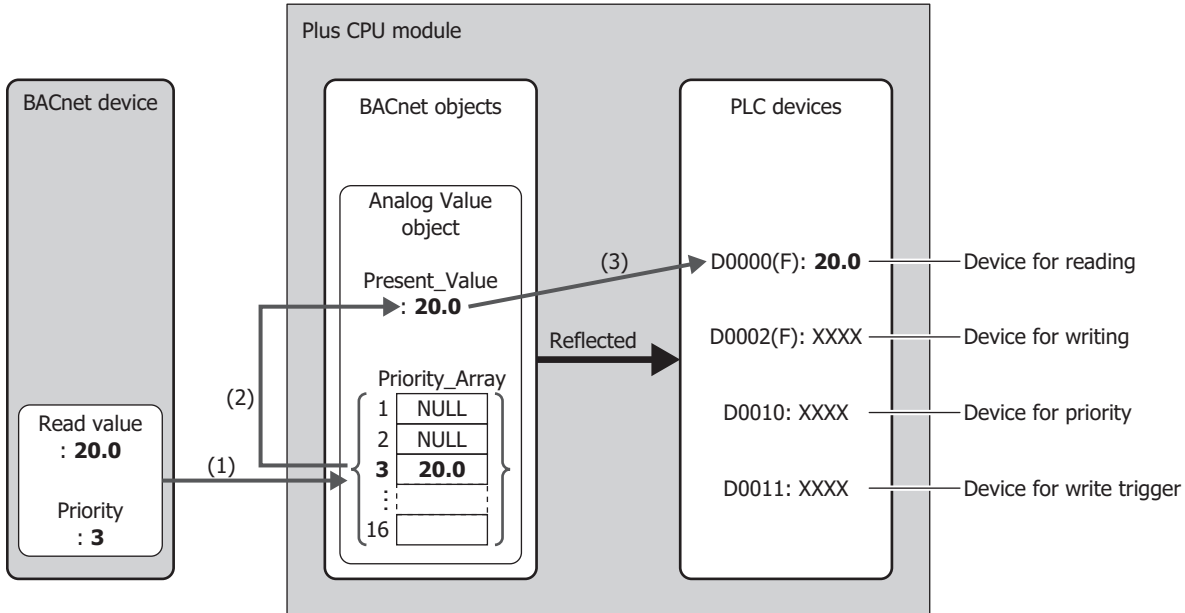 Plus CPU module
BACnet device
BACnet objects
PLC devices
Analog Value
object
Present_Value
: 20.0
(3)
D0000(F): 20.0
Device for reading
Reflected
D0002(F): XXXX
Device for writing
Priority_Array
(2)
1 NULL
2 NULL
3 20.0
:
16
D0010: XXXX
Device for priority
Read value
: 20.0
(1)
D0011: XXXX
Device for write trigger
Priority
: 3